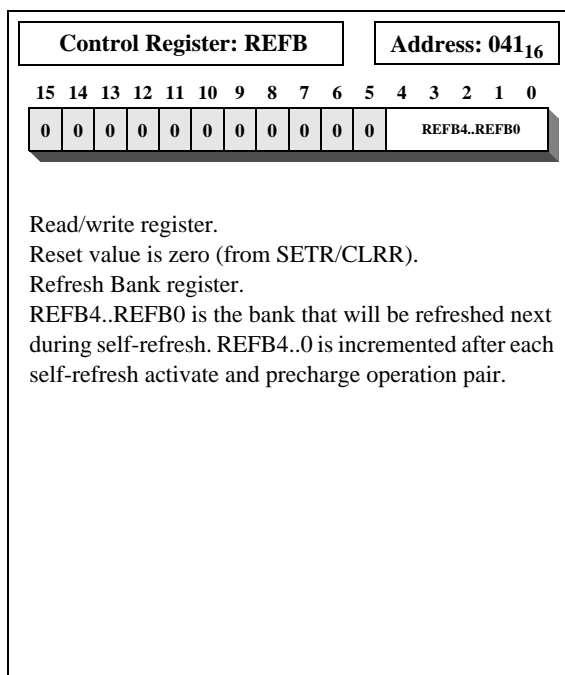 Control Register: REFB Address: 041₁₆
15 14 13 12 11 10 9 8 7 6 5 4 3 2 1 0
0 0 0 0 0 0 0 0 0 0 0 REFB4..REFB0
Read/write register.
Reset value is zero (from SETR/CLRR).
Refresh Bank register.
REFB4..REFB0 is the bank that will be refreshed next
during self-refresh. REFB4..0 is incremented after each
self-refresh activate and precharge operation pair.